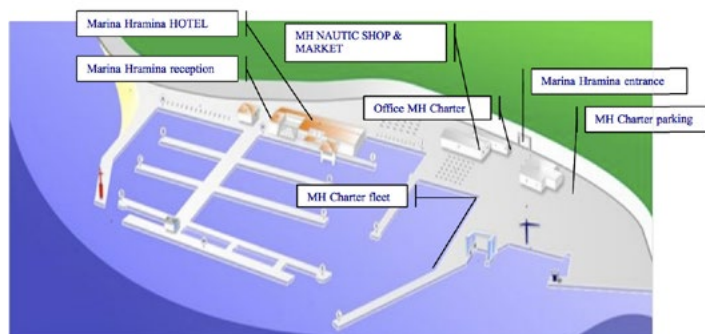 Marina Hramina HOTEL
MH NAUTIC SHOP &
MARKET
Marina Hramina reception
Marina Hramina entrance
Office MH Charter
MH Charter parking
MH Charter fleet